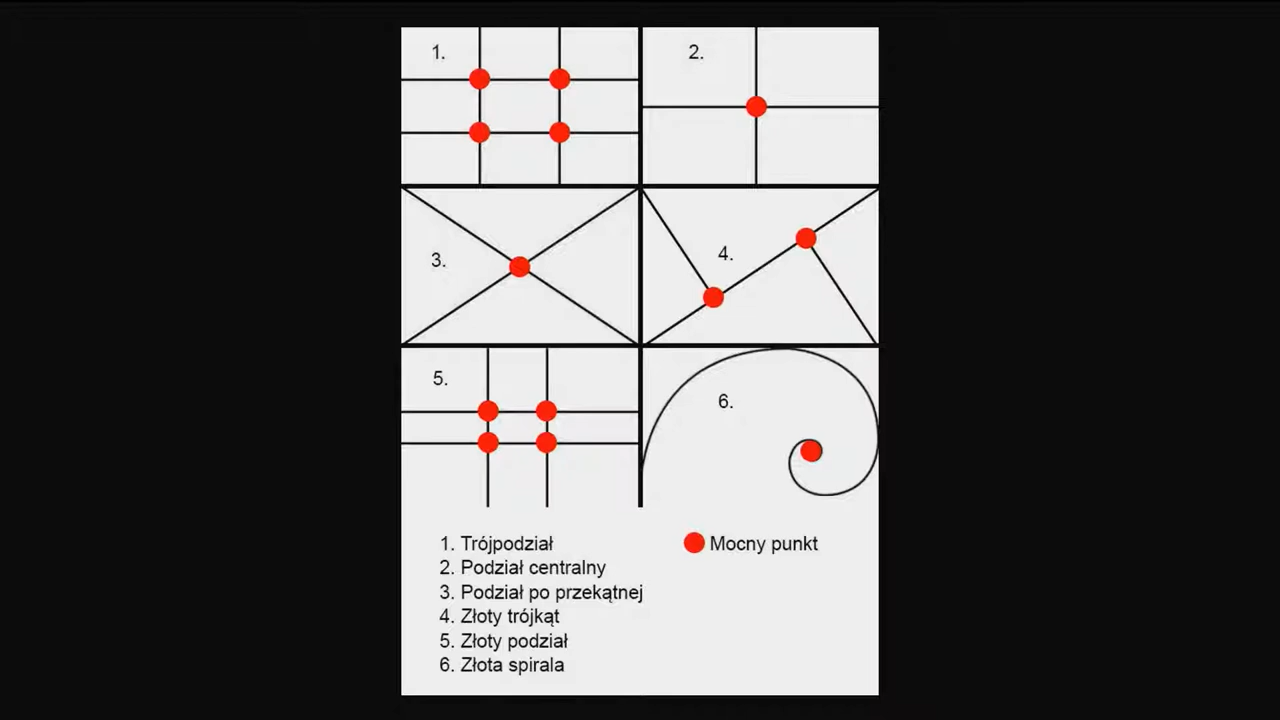 1.
2.
3.
4.
5.
6.
1. Trójpodział
2. Podział centralny
3. Podział po przekątnej
4. Złoty trójkąt
5. Złoty podział
6. Złota spirala
Mocny punkt